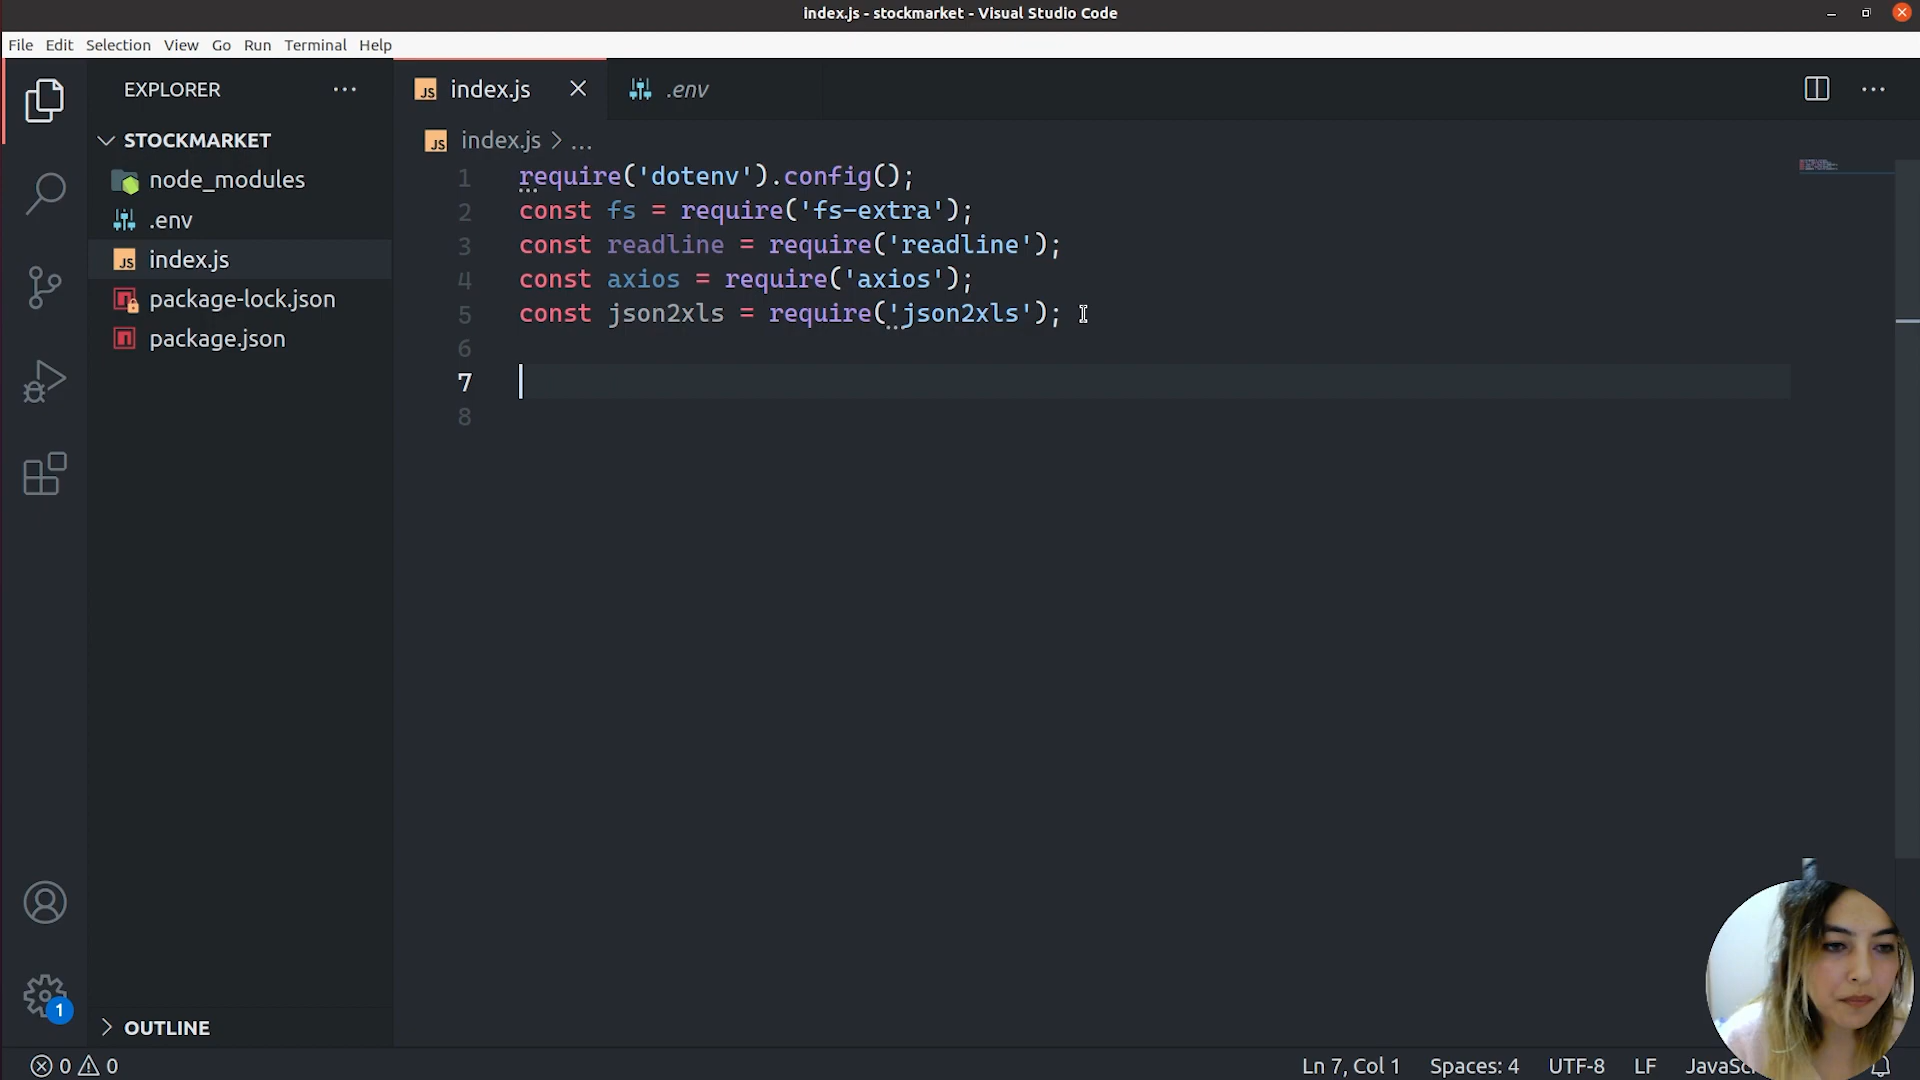 index.js - stockmarket - Visual Studio Code
File Edit Selection View Go Run Terminal Help
EXPLORER
STOCKMARKET
node_modules
.env
index.js
package-lock.json
package.json
OUTLINE
index.js
.env
index.js > ...
1 require('dotenv').config();
2 const fs = require('fs-extra');
3 const readline = require('readline');
4 const axios = require('axios');
5 const json2xls = require('json2xls');
6
7
8
1
0 0
Ln 7, Col 1 Spaces: 4 UTF-8 LF